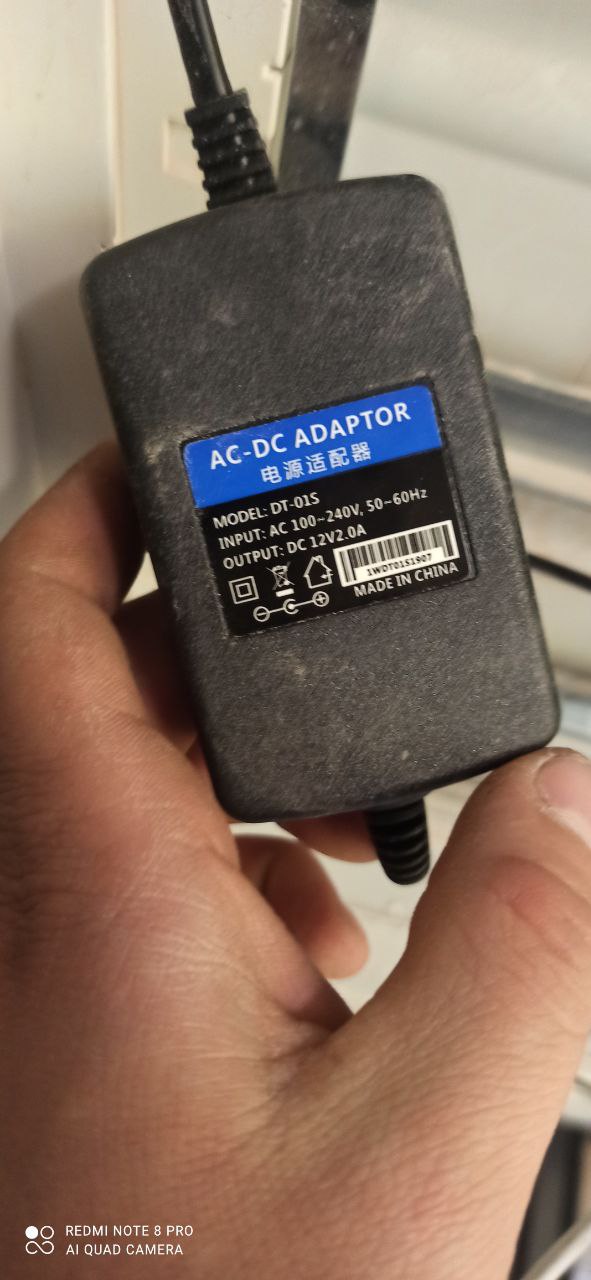 AC-DC ADAPTOR
电源适配器
MODEL: DT-01S
INPUT: AC 100~240V, 50~60Hz
OUTPUT: DC 12V2.0A
1WDT01S1907
MADE IN CHINA
REDMI NOTE 8 PRO
AI QUAD CAMERA